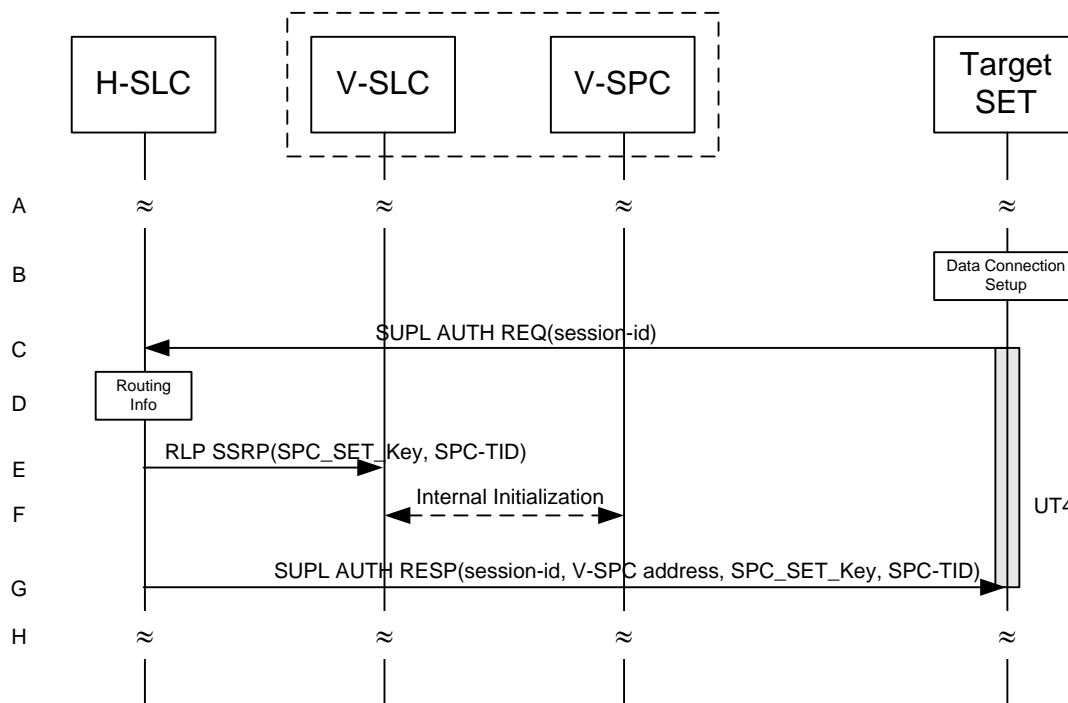 H-SLC
V-SLC
V-SPC
Target
SET
A
≈ ≈ ≈ ≈
B
Data Connection
Setup
SUPL AUTH REQ(session-id)
C
Routing
Info
D
RLP SSRP(SPC_SET_Key, SPC-TID)
E
Internal Initialization
F
UT4
SUPL AUTH RESP(session-id, V-SPC address, SPC_SET_Key, SPC-TID)
G
H
≈ ≈ ≈ ≈